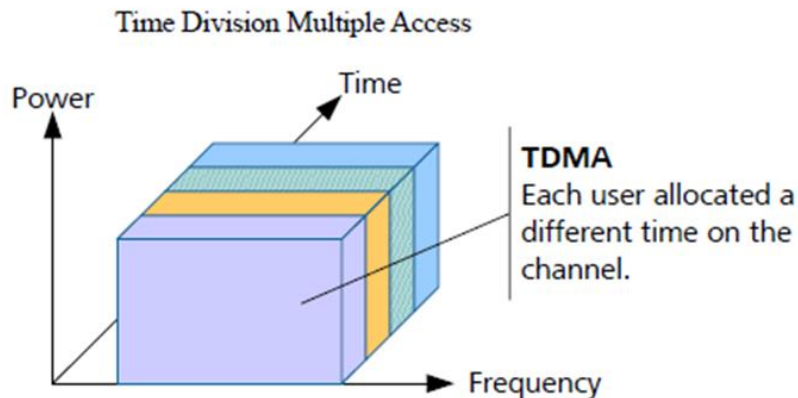 Time Division Multiple Access
Time
Power
TDMA
Each user allocated a
different time on the
channel.
Frequency